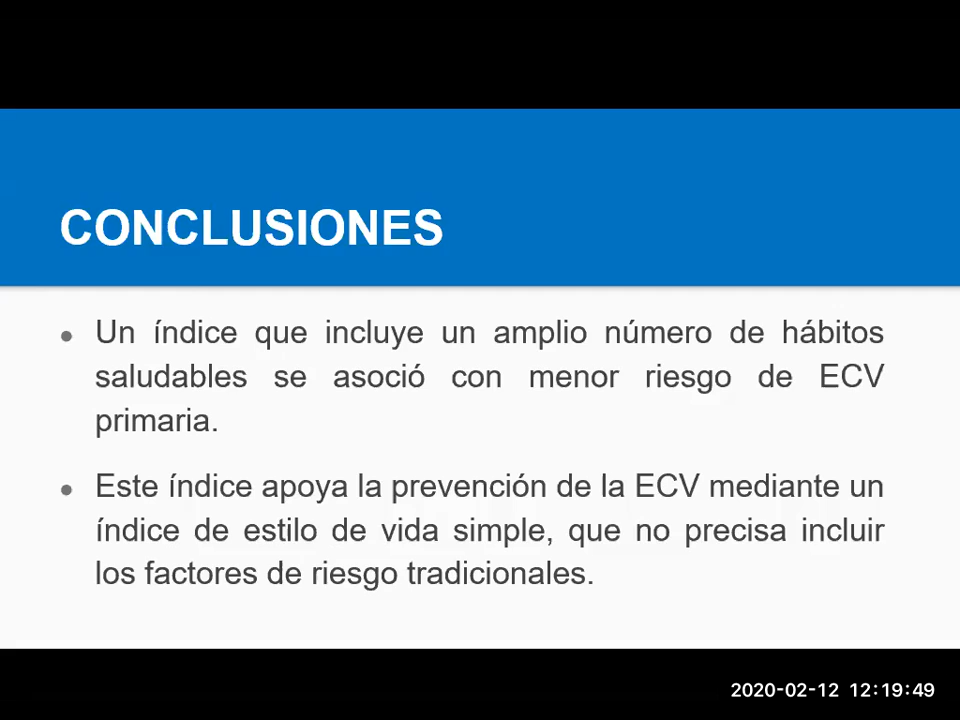 CONCLUSIONES
• Un índice que incluye un amplio número de hábitos
saludables se asoció con menor riesgo de ECV
primaria.
• Este índice apoya la prevención de la ECV mediante un
índice de estilo de vida simple, que no precisa incluir
los factores de riesgo tradicionales.
2020-02-12 12:19:49